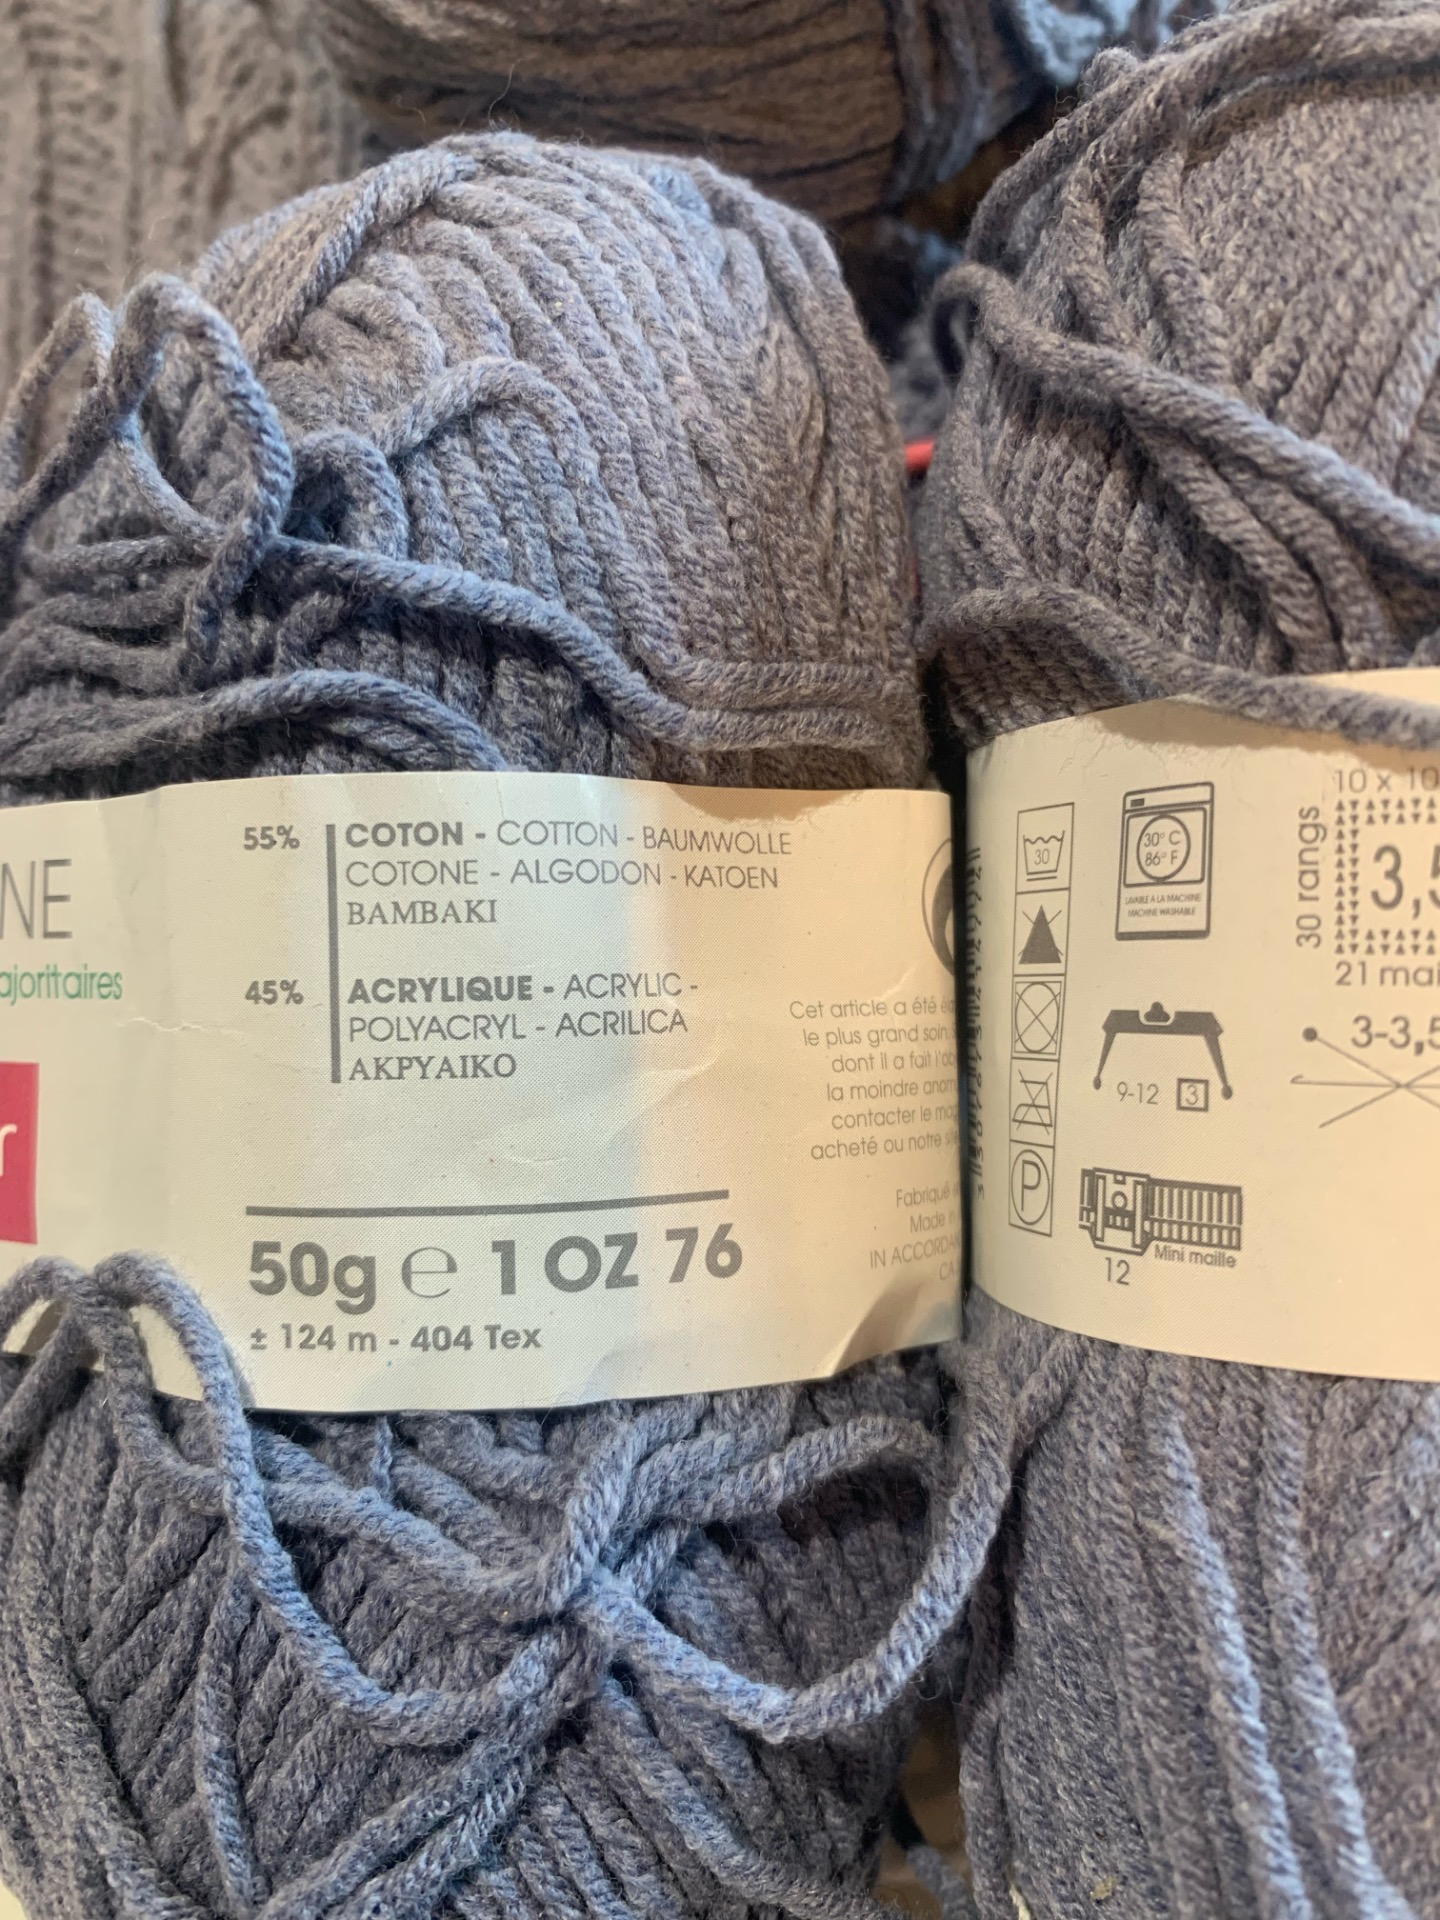 NE
ajoritaires
r
55% COTON - COTTON - BAUMWOLLE
COTONE - ALGODON - KATOEN
BAMBAKI
45% ACRYLIQUE - ACRYLIC -
POLYACRYL - ACRILICA
AKPYAIKO
50g ℮ 1 OZ 76
± 124 m - 404 Tex
Cet article a été
le plus grand soin
dont il a fait l'ob
la moindre anom
contacter le mag
acheté ou notre
Fabriqué
Made
IN ACCORDAN
CA
30
30° C
86° F
LAVABLE A LA MACHINE
MACHINE WASHABLE
P
9-12 3
12
Mini maille
10 x 10
30 rangs
3,5
21 mai
3-3,5